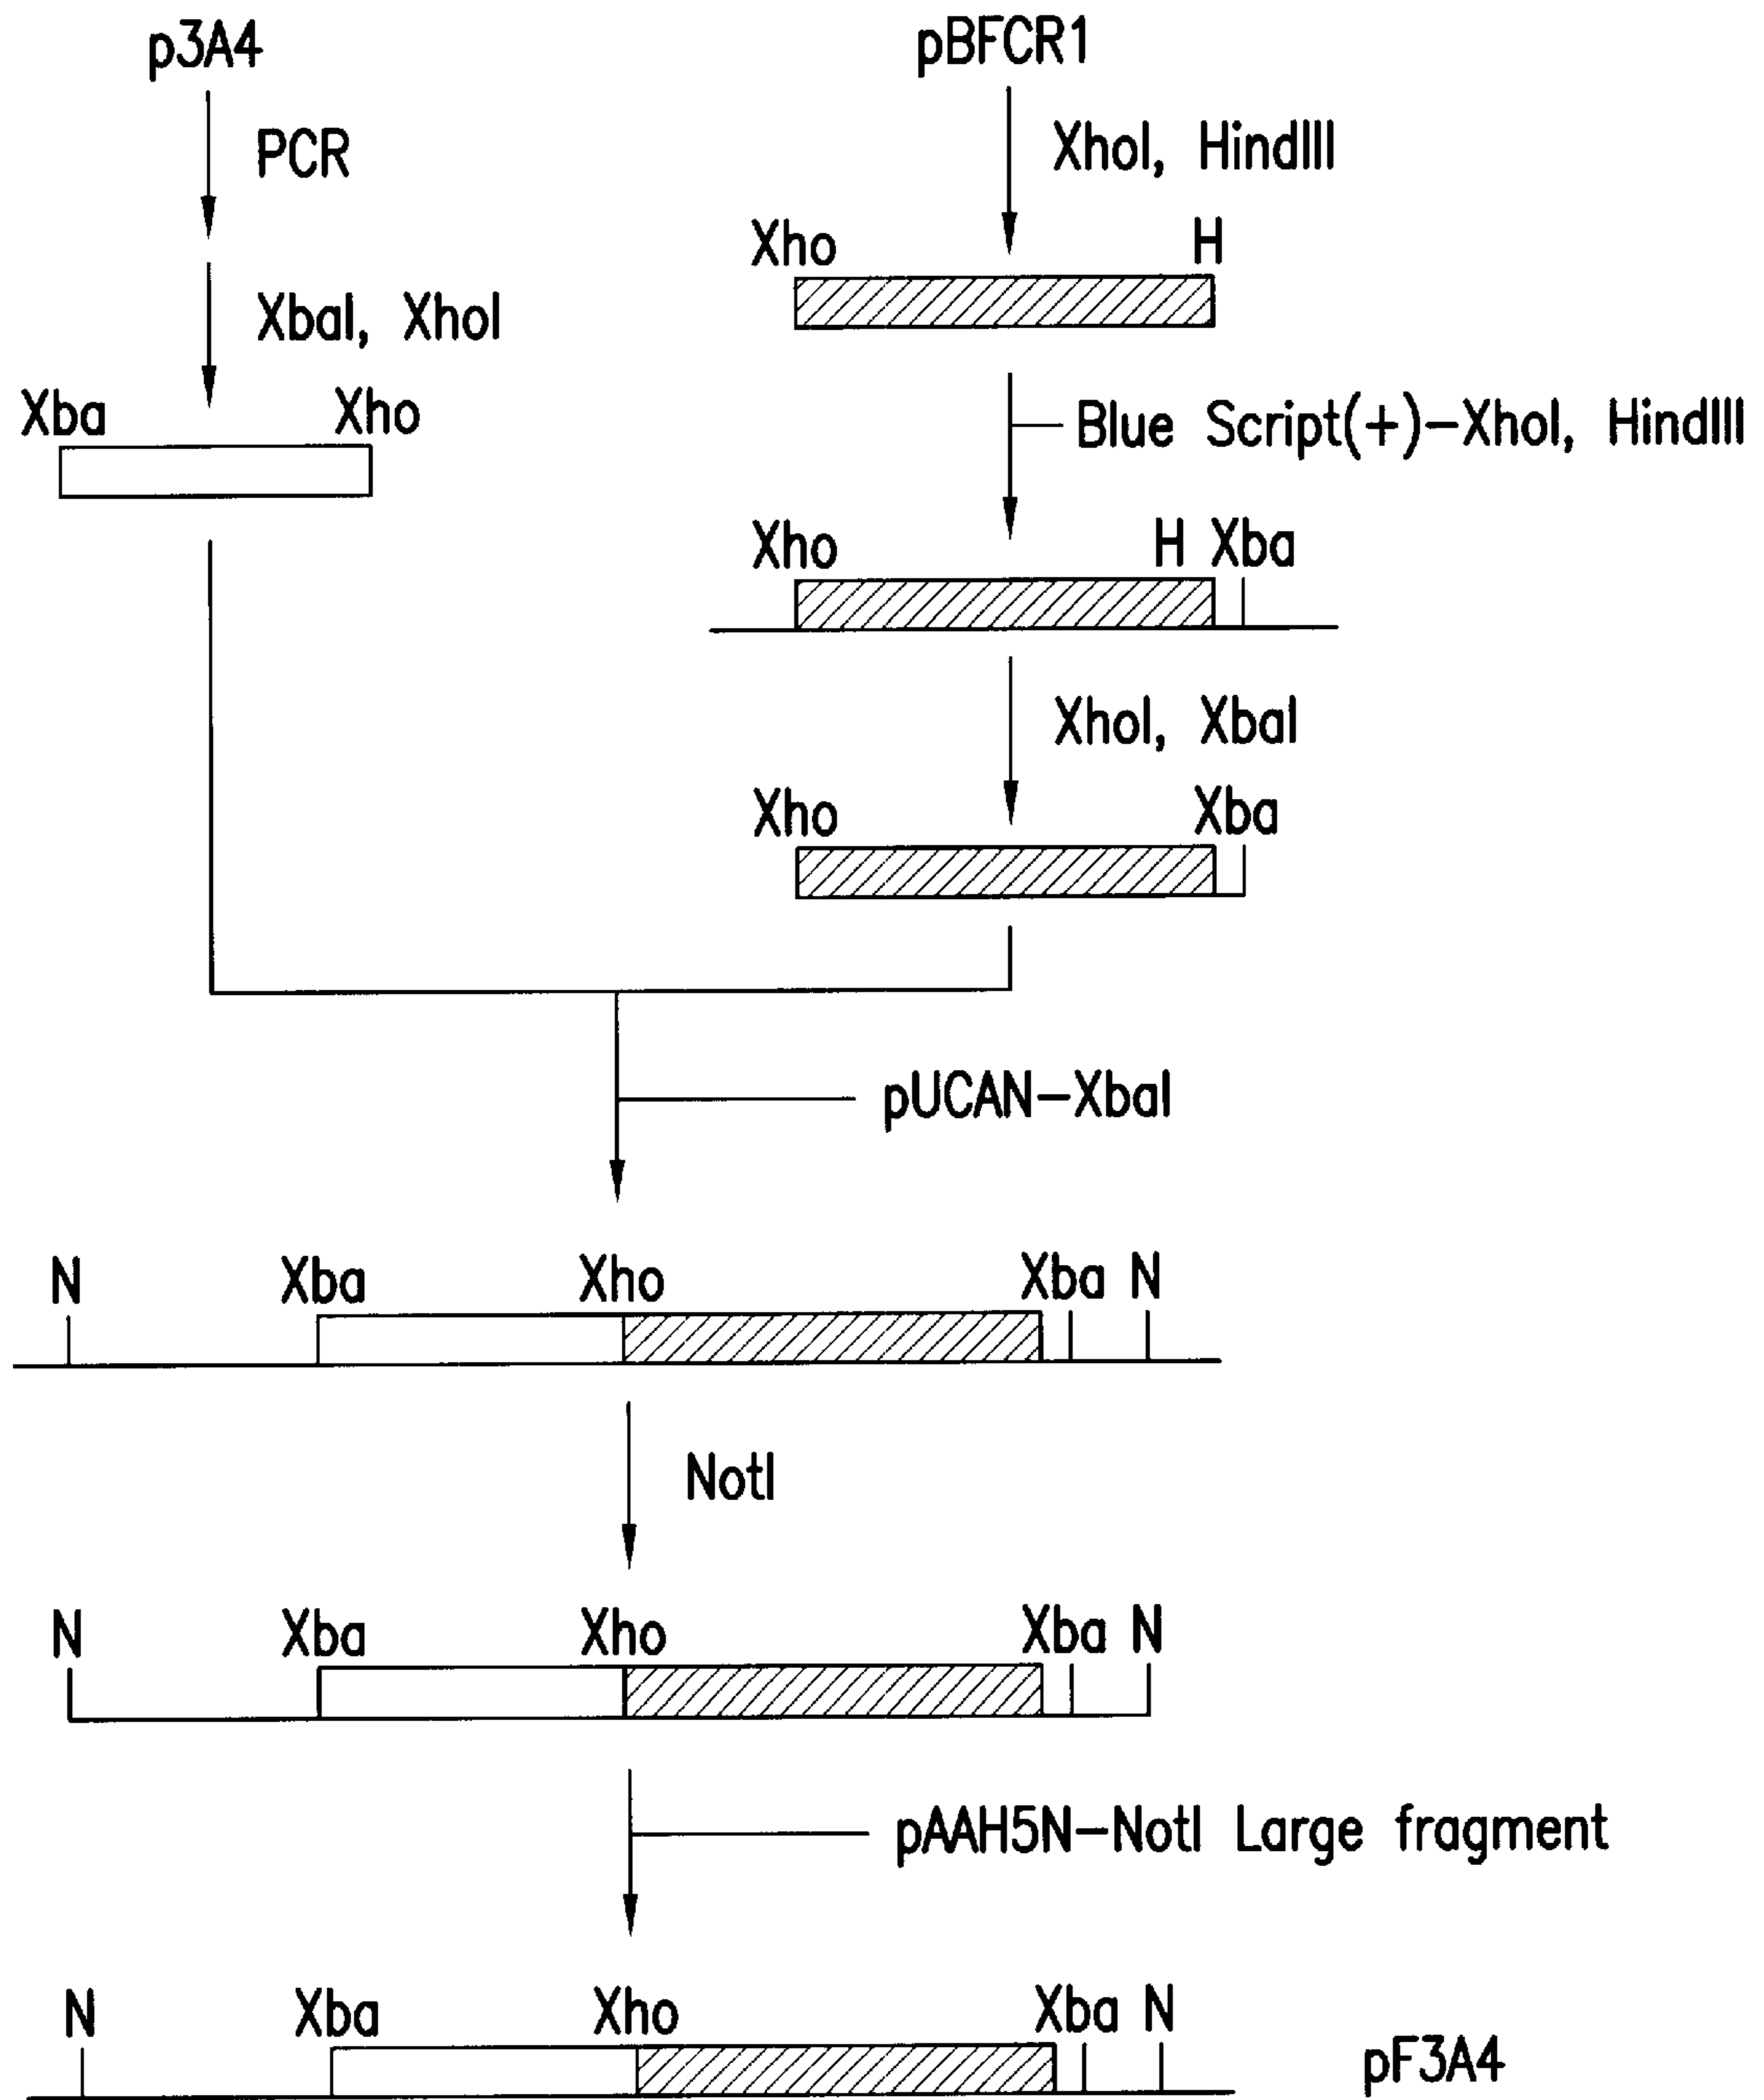 p3A4
pBFCR1
PCR
XhoI, HindIII
Xho H
XbaI, XhoI
Xba Xho
Blue Script(+)-XhoI, HindIII
Xho H Xba
XhoI, XbaI
Xho Xba
pUCAN-XbaI
N Xba Xho Xba N
NotI
N Xba Xho Xba N
pAAH5N-NotI Large fragment
N Xba Xho Xba N
pF3A4